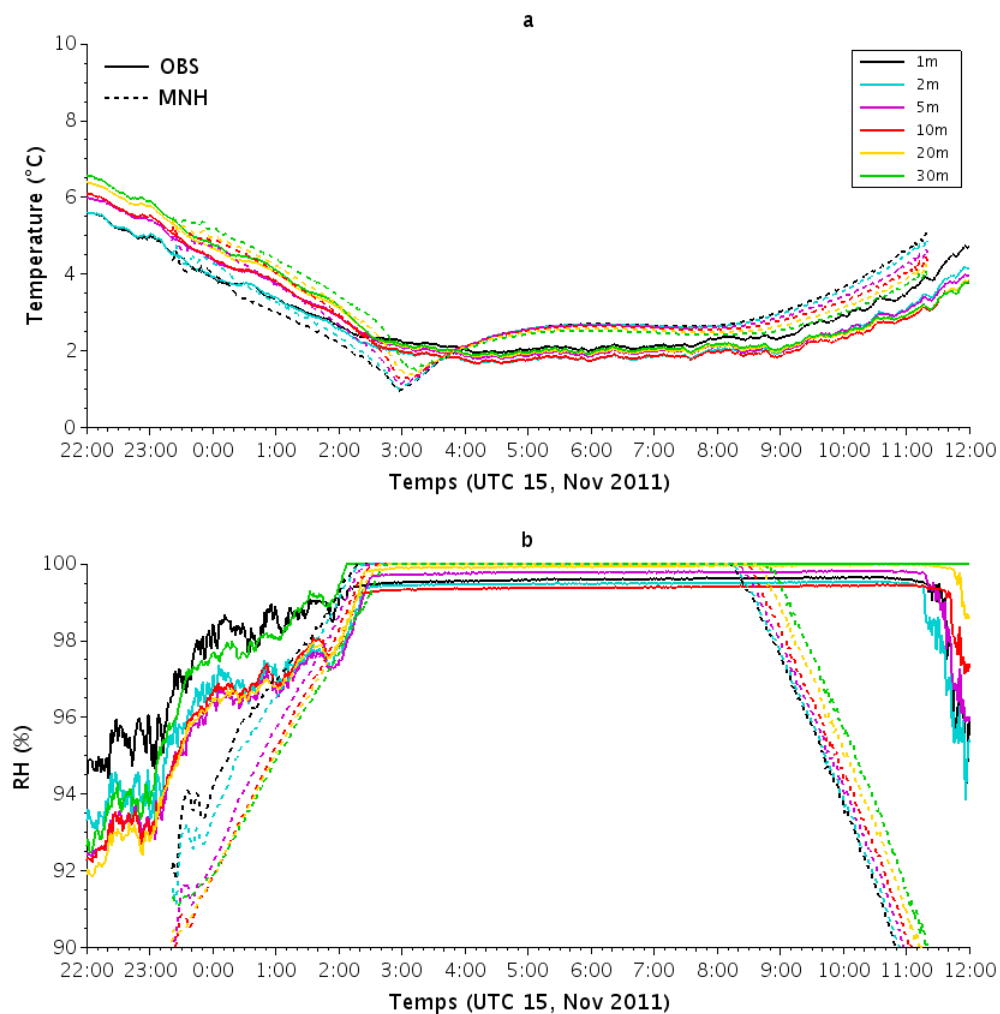 a
10
8
6
4
2
0
Temperature (°C)
OBS
MNH
1m
2m
5m
10m
20m
30m
22:00 23:00 0:00 1:00 2:00 3:00 4:00 5:00 6:00 7:00 8:00 9:00 10:00 11:00 12:00
Temps (UTC 15, Nov 2011)
b
100
98
96
94
92
90
RH (%)
22:00 23:00 0:00 1:00 2:00 3:00 4:00 5:00 6:00 7:00 8:00 9:00 10:00 11:00 12:00
Temps (UTC 15, Nov 2011)